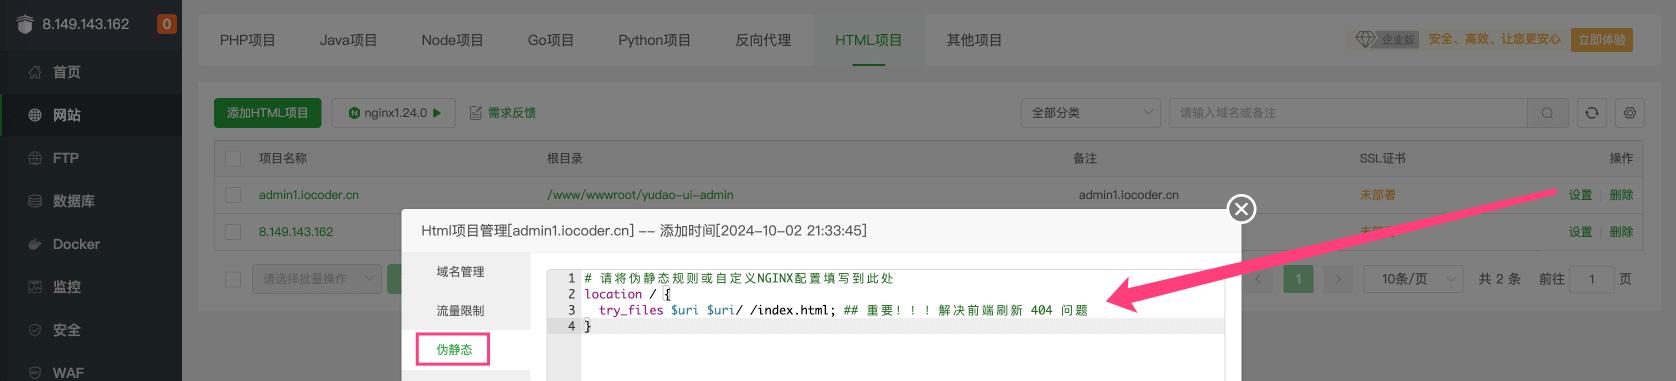 8.149.143.162
0
首页
网站
FTP
数据库
Docker
监控
安全
WAF
PHP项目 Java项目 Node项目 Go项目 Python项目 反向代理 HTML项目 其他项目
企业版 安全、高效、让您更安心 立即体验
添加HTML项目 nginx1.24.0 需求反馈 全部分类 请输入域名或备注
项目名称 根目录 备注 SSL证书 操作
admin1.iocoder.cn /www/wwwroot/yudao-ui-admin admin1.iocoder.cn 未部署 设置 删除
8.149.143.162 设置 删除
请选择批量操作 1 10条/页 共 2 条 前往 1 页
Html项目管理[admin1.iocoder.cn] -- 添加时间[2024-10-02 21:33:45]
域名管理
流量限制
伪静态
1 # 请将伪静态规则或自定义NGINX配置填写到此处
2 location / {
3 try_files $uri $uri/ /index.html; ## 重要！！！解决前端刷新 404 问题
4 }